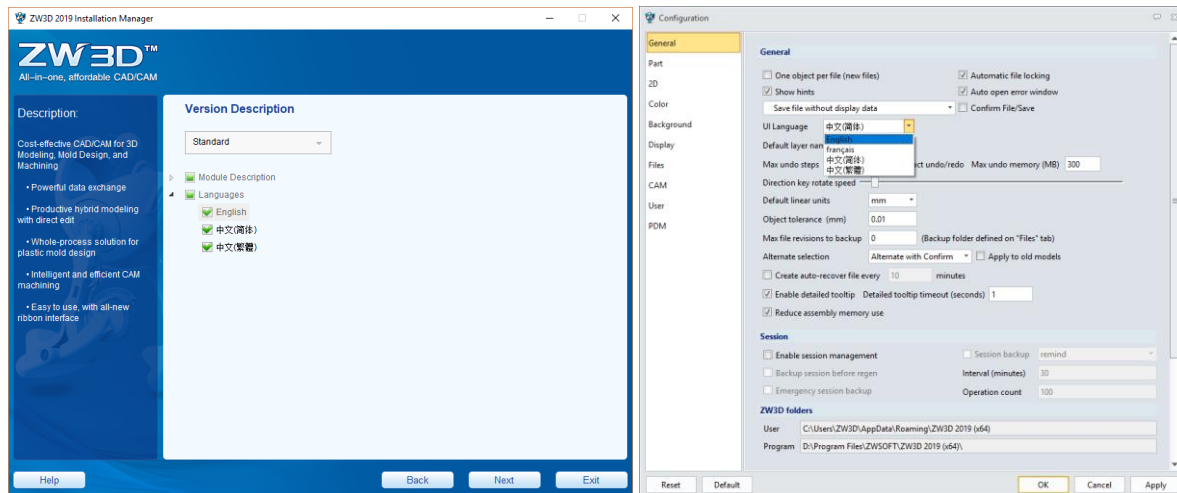 ZW3D 2019 Installation Manager
ZW3D™
All-in-one, affordable CAD/CAM
Description:
Cost-effective CAD/CAM for 3D
Modeling, Mold Design, and
Machining
• Powerful data exchange
• Productive hybrid modeling
with direct edit
• Whole-process solution for
plastic mold design
• Intelligent and efficient CAM
machining
• Easy to use, with all-new
ribbon interface
Version Description
Standard
Module Description
Languages
English
中文(简体)
中文(繁體)
Help
Back
Next
Exit
Configuration
General
Part
2D
Color
Background
Display
Files
CAM
User
PDM
General
One object per file (new files)
Automatic file locking
Show hints
Auto open error window
Save file without display data
Confirm File/Save
UI Language 中文(简体)
English
français
中文(简体)
中文(繁體)
Default layer nam
Max undo steps
ct undo/redo Max undo memory (MB) 300
Direction key rotate speed
Default linear units mm
Object tolerance (mm) 0.01
Max file revisions to backup 0 (Backup folder defined on "Files" tab)
Alternate selection Alternate with Confirm Apply to old models
Create auto-recover file every 10 minutes
Enable detailed tooltip Detailed tooltip timeout (seconds) 1
Reduce assembly memory use
Session
Enable session management
Session backup remind
Backup session before regen
Interval (minutes) 30
Emergency session backup
Operation count 100
ZW3D folders
User C:\Users\ZW3D\AppData\Roaming\ZWSOFT\ZW3D 2019 (x64)
Program D:\Program Files\ZWSOFT\ZW3D 2019 (x64)\
Reset
Default
OK
Cancel
Apply